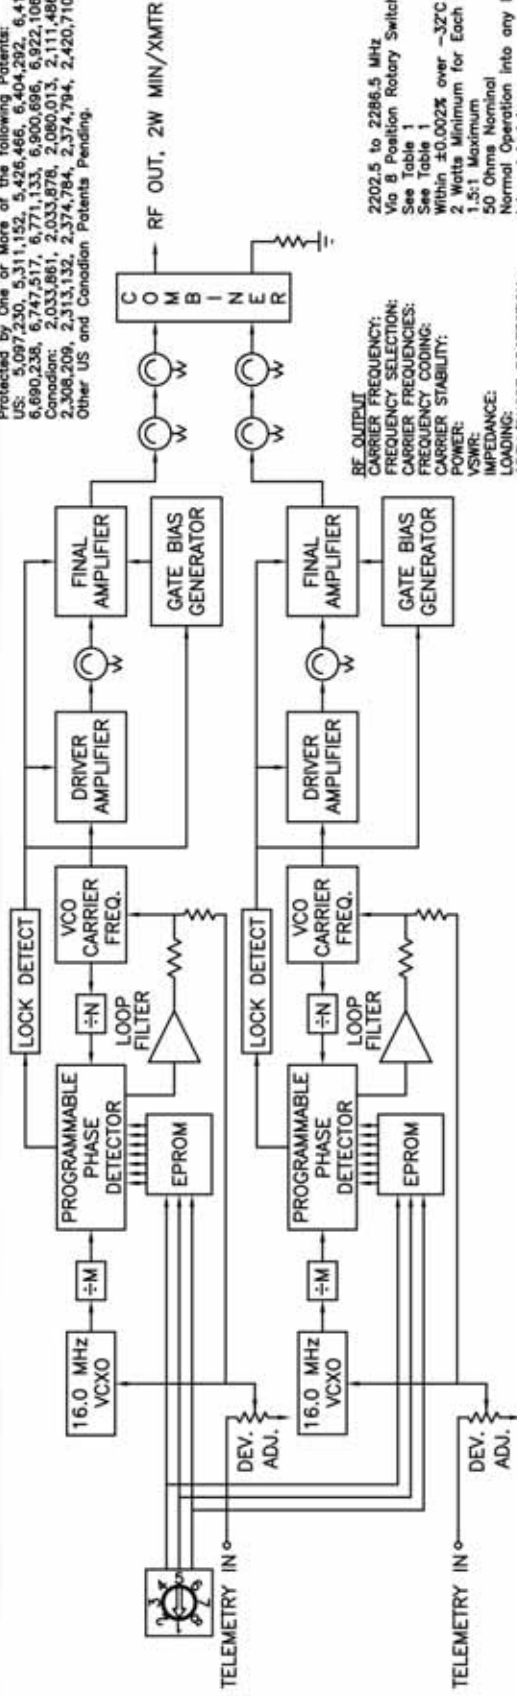 Protected by One or More of the following Patents:
US: 5,097,230, 5,311,152, 5,426,466, 6,404,292,
6,690,238, 6,747,517, 6,771,133, 6,900,696, 6,922,106
Canadian: 2,033,861, 2,033,878, 2,080,013, 2,111,486
2,308,209, 2,313,132, 2,374,784, 2,374,794, 2,420,710
Other US and Canadian Patents Pending.
TELEMETRY IN
DEV.
ADJ.
16.0 MHz
VCXO
÷M
PROGRAMMABLE
PHASE
DETECTOR
EPROM
LOCK DETECT
÷N
LOOP
FILTER
VCO
CARRIER
FREQ.
DRIVER
AMPLIFIER
W
FINAL
AMPLIFIER
GATE BIAS
GENERATOR
W
W
COMBINER
RF OUT, 2W MIN/XMTR
TELEMETRY IN
DEV.
ADJ.
16.0 MHz
VCXO
÷M
PROGRAMMABLE
PHASE
DETECTOR
EPROM
LOCK DETECT
÷N
LOOP
FILTER
VCO
CARRIER
FREQ.
DRIVER
AMPLIFIER
W
FINAL
AMPLIFIER
GATE BIAS
GENERATOR
W
W
RF OUTPUT
CARRIER FREQUENCY: 2202.5 to 2286.5 MHz
FREQUENCY SELECTION: Via 8 Position Rotary Switch
CARRIER FREQUENCIES: See Table 1
FREQUENCY CODING: See Table 1
CARRIER STABILITY: Within ±0.002% over −32°C
POWER: 2 Watts Minimum for Each
VSWR: 1.5:1 Maximum
IMPEDANCE: 50 Ohms Nominal
LOADING: Normal Operation into any